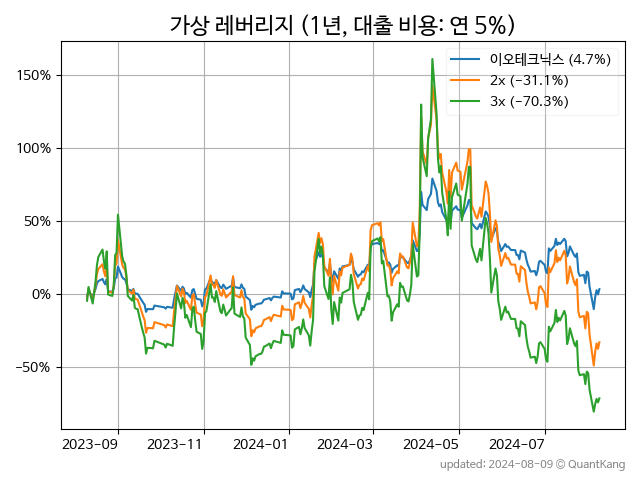 가상 레버리지 (1년, 대출 비용: 연 5%)
이오테크닉스 (4.7%)
2x (−31.1%)
3x (−70.3%)
150%
100%
50%
0%
−50%
2023-09 2023-11 2024-01 2024-03 2024-05 2024-07
updated: 2024-08-09 © QuantKang